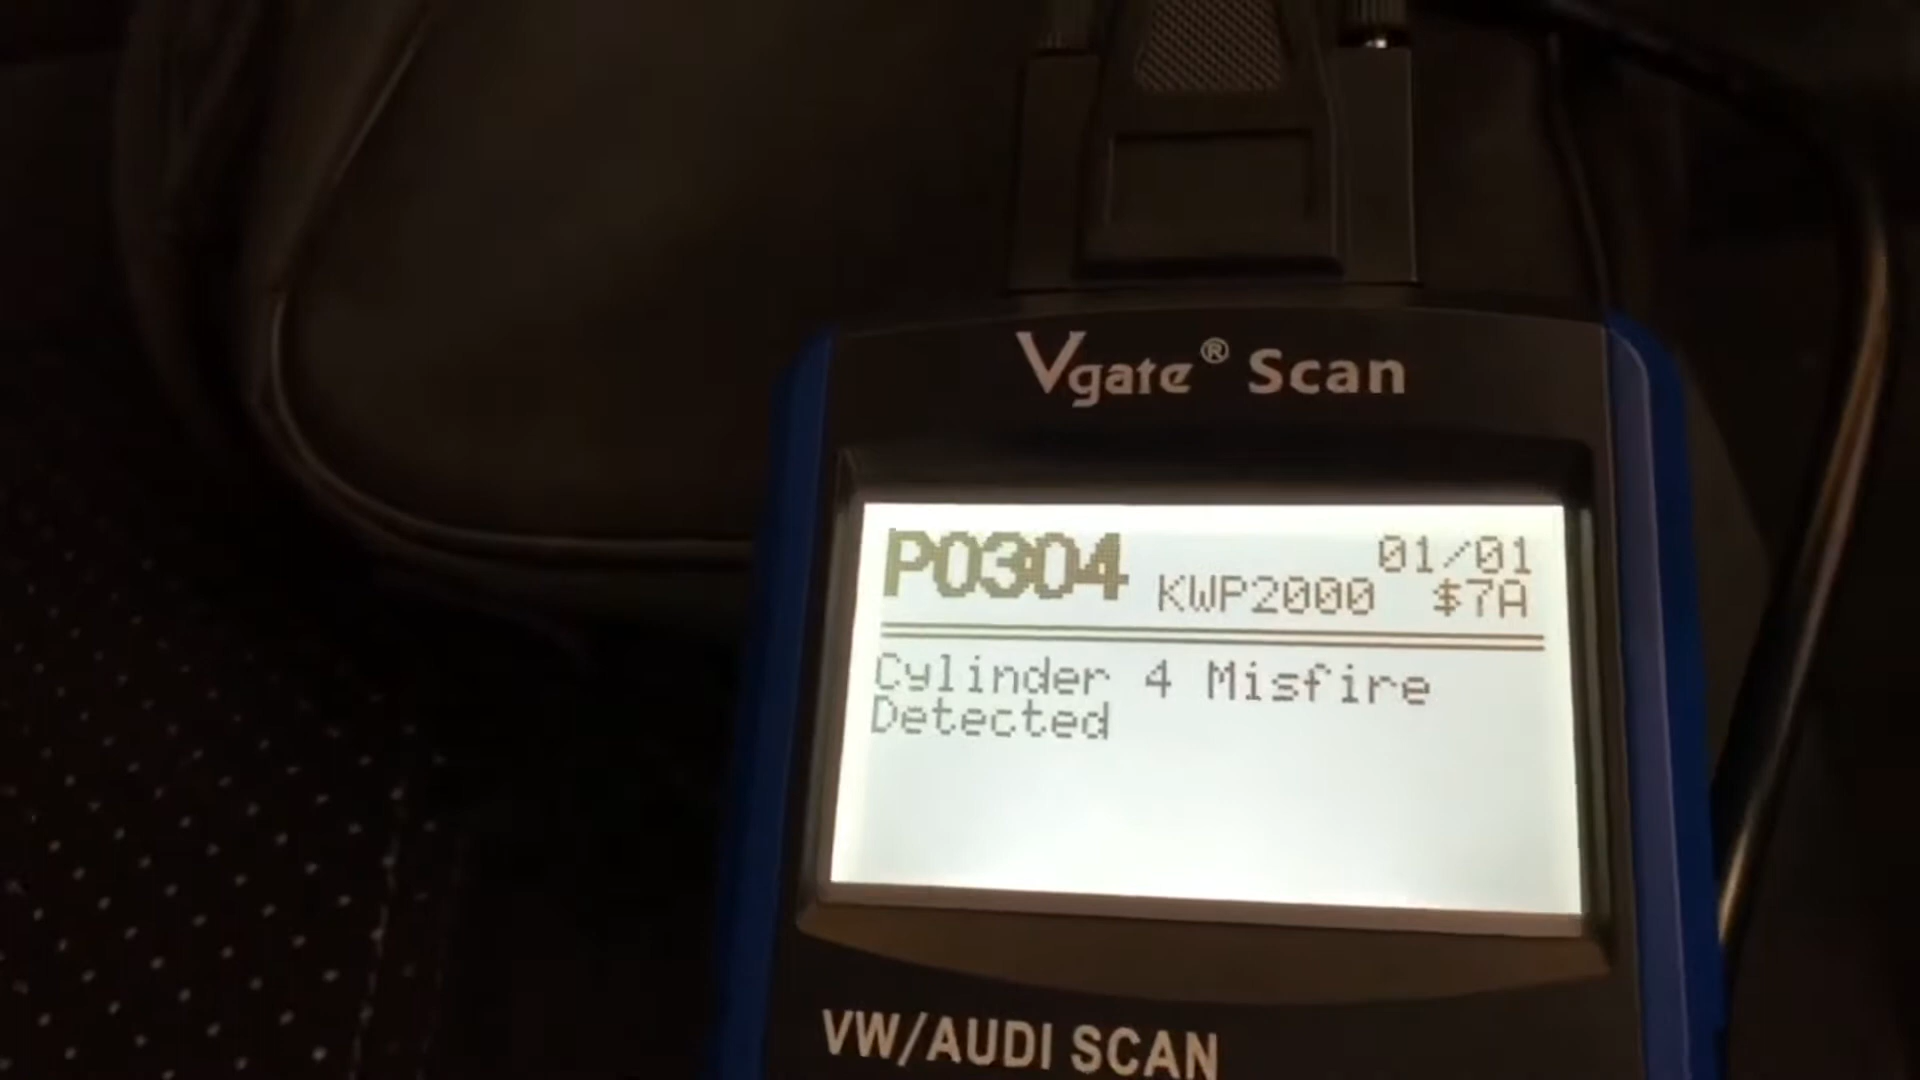 Vgate® Scan
P0304 01/01
KWP2000 $7A
Cylinder 4 Misfire
Detected
VW/AUDI SCAN